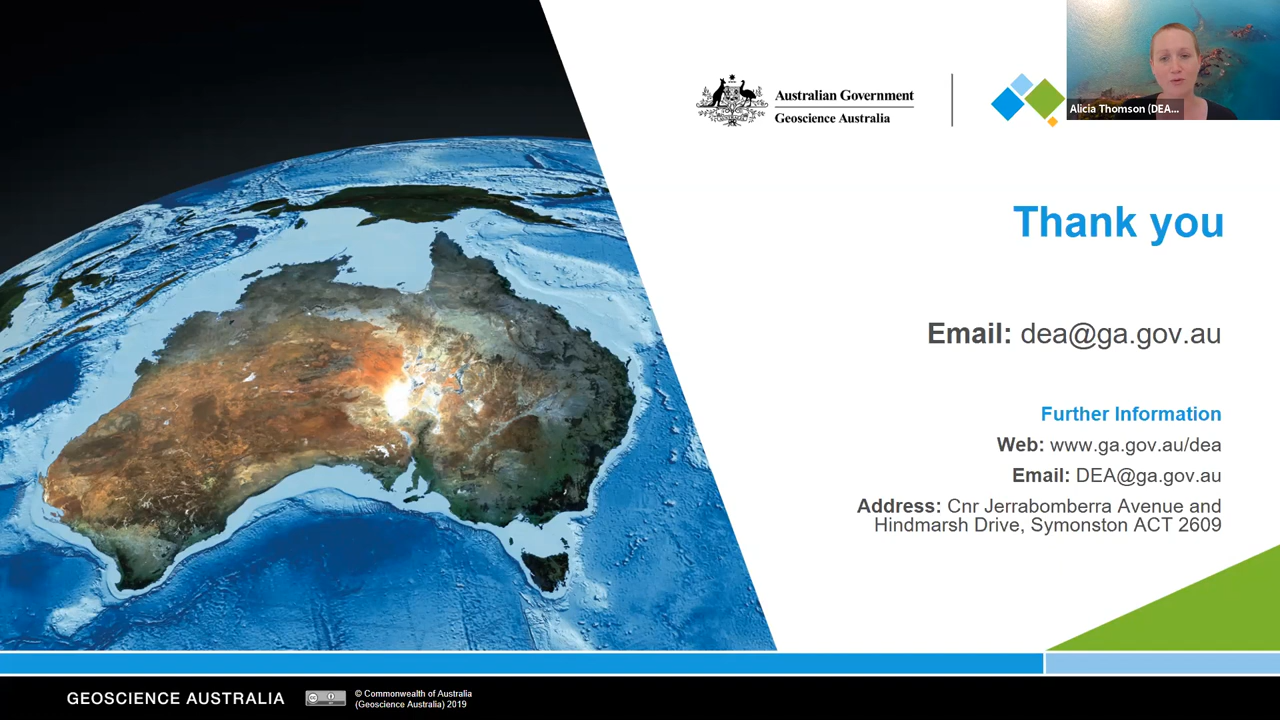 Australian Government
Geoscience Australia
Alicia Thomson (DEA...
Thank you
Email: dea@ga.gov.au
Further Information
Web: www.ga.gov.au/dea
Email: DEA@ga.gov.au
Address: Cnr Jerrabomberra Avenue and
Hindmarsh Drive, Symonston ACT 2609
GEOSCIENCE AUSTRALIA
© Commonwealth of Australia
(Geoscience Australia) 2019